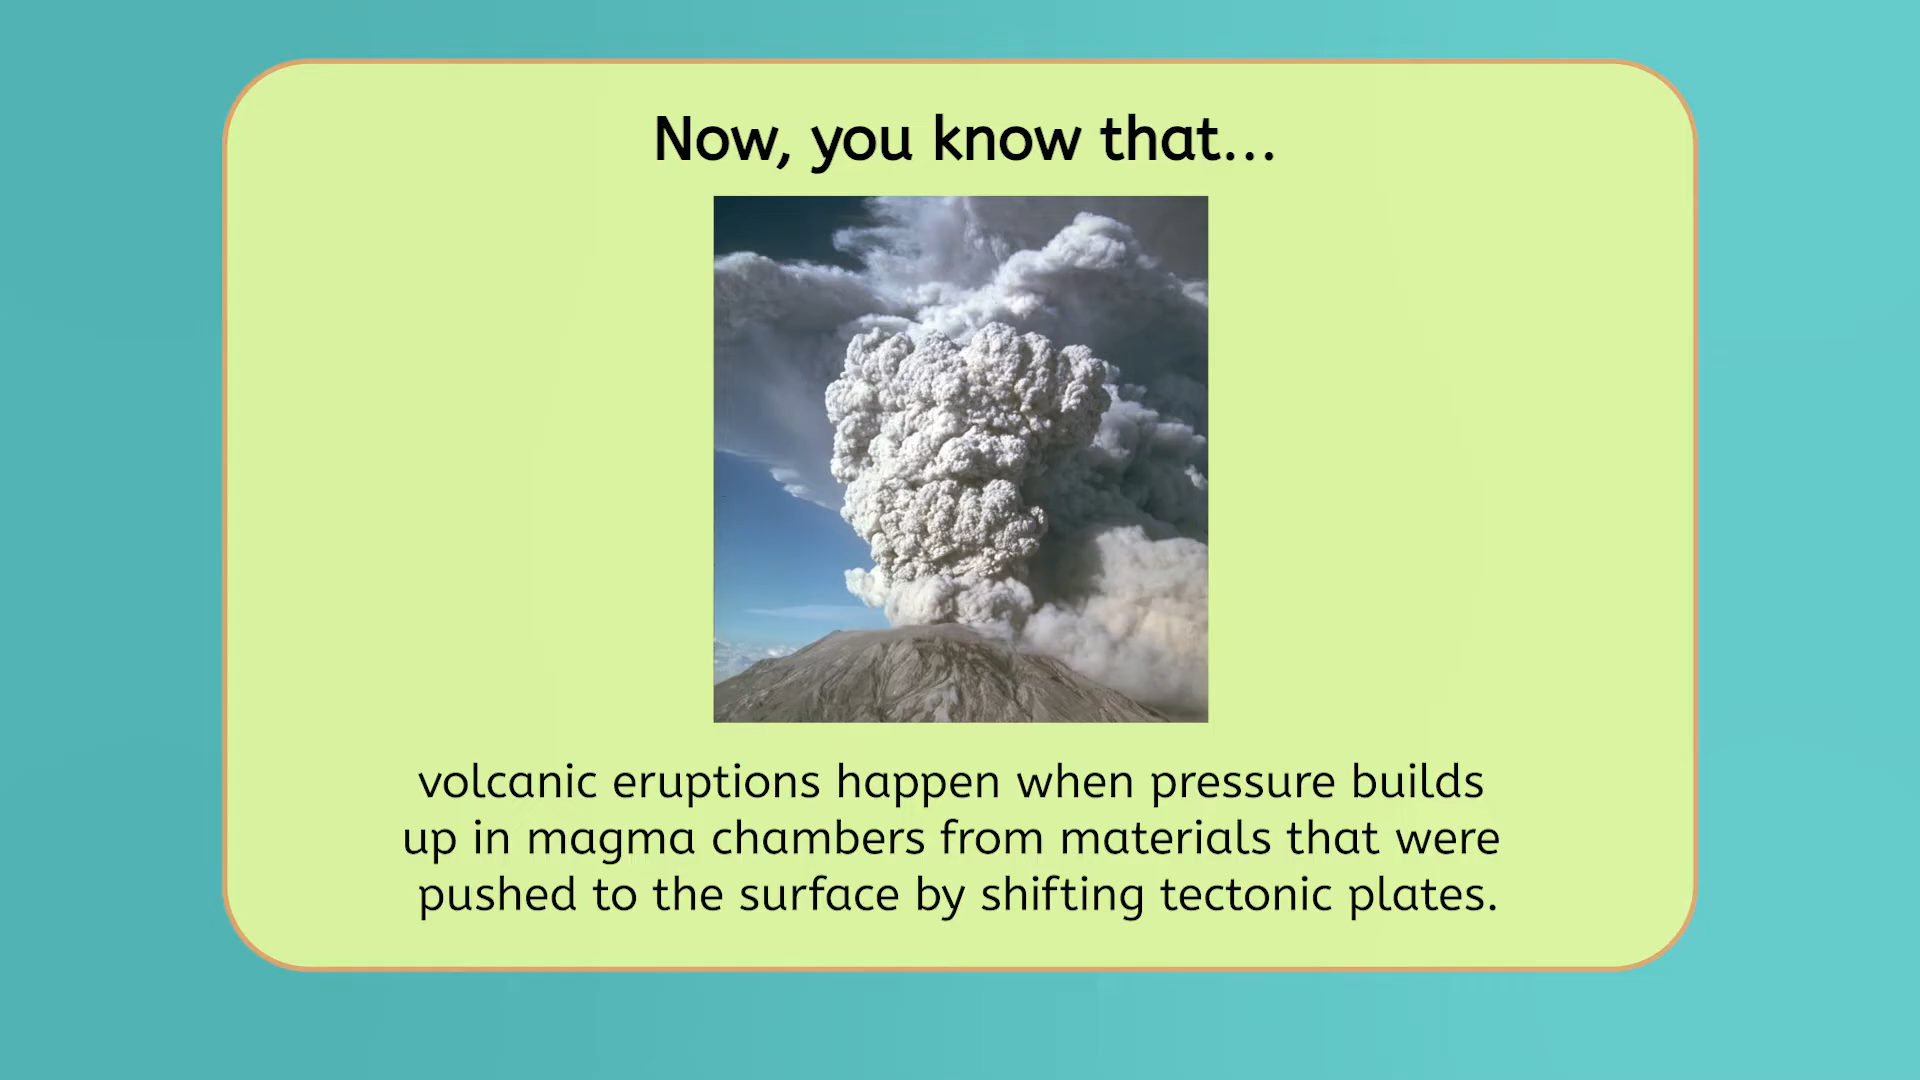 Now, you know that...
volcanic eruptions happen when pressure builds
up in magma chambers from materials that were
pushed to the surface by shifting tectonic plates.